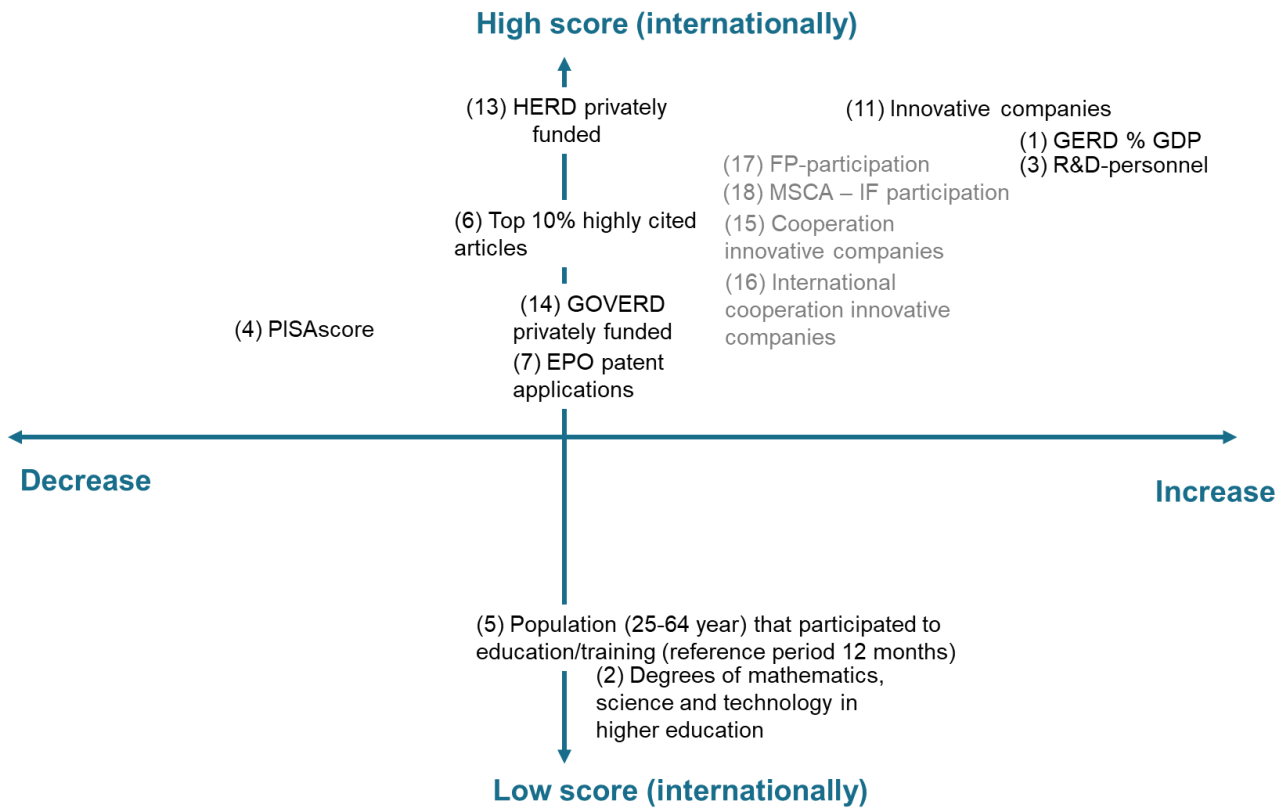 High score (internationally)
(13) HERD privately
funded
(11) Innovative companies
(1) GERD % GDP
(3) R&D-personnel
(17) FP-participation
(18) MSCA – IF participation
(6) Top 10% highly cited
articles
(15) Cooperation
innovative companies
(16) International
cooperation innovative
companies
(14) GOVERD
privately funded
(4) PISAscore
(7) EPO patent
applications
Decrease
Increase
(5) Population (25-64 year) that participated to
education/training (reference period 12 months)
(2) Degrees of mathematics,
science and technology in
higher education
Low score (internationally)